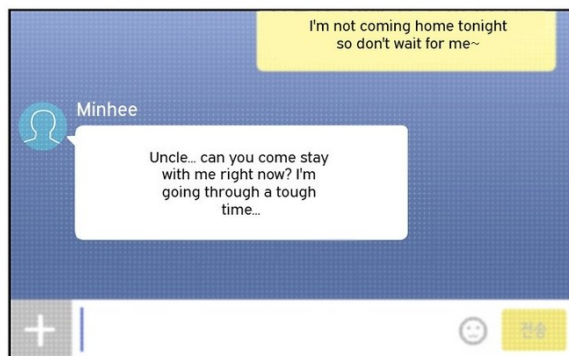 I'm not coming home tonight
so don't wait for me~
Minhee
Uncle... can you come stay
with me right now? I'm
going through a tough
time...
전송